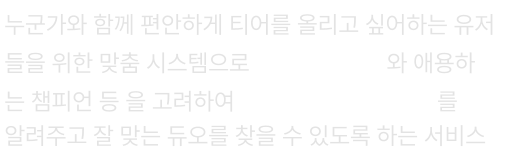 누군가와 함께 편안하게 티어를 올리고 싶어하는 유저
들을 위한 맞춤 시스템으로 와 애용하
는 챔피언 등 을 고려하여 를
알려주고 잘 맞는 듀오를 찾을 수 있도록 하는 서비스